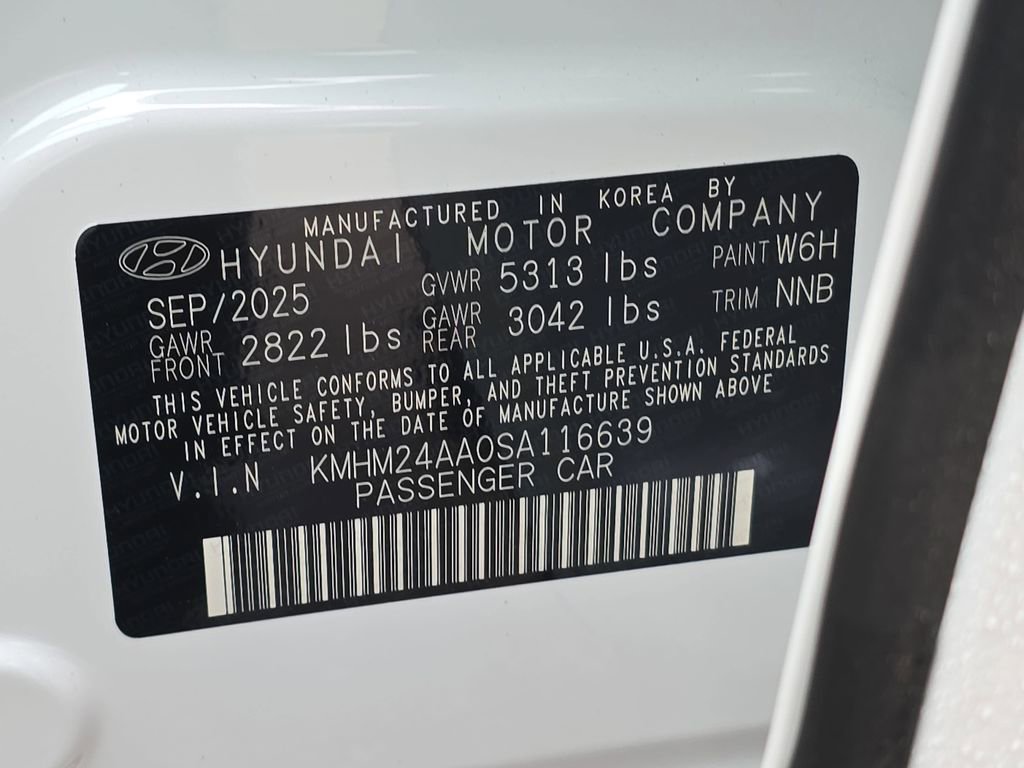 MANUFACTURED IN KOREA BY
HYUNDAI MOTOR COMPANY
SEP/2025 GVWR 5313 lbs PAINT W6H
GAWR FRONT 2822 lbs GAWR REAR 3042 lbs TRIM NNB
THIS VEHICLE CONFORMS TO ALL APPLICABLE U.S.A. FEDERAL
MOTOR VEHICLE SAFETY, BUMPER, AND THEFT PREVENTION STANDARDS
IN EFFECT ON THE DATE OF MANUFACTURE SHOWN ABOVE
V.I.N KMHM24AA0SA116639
PASSENGER CAR